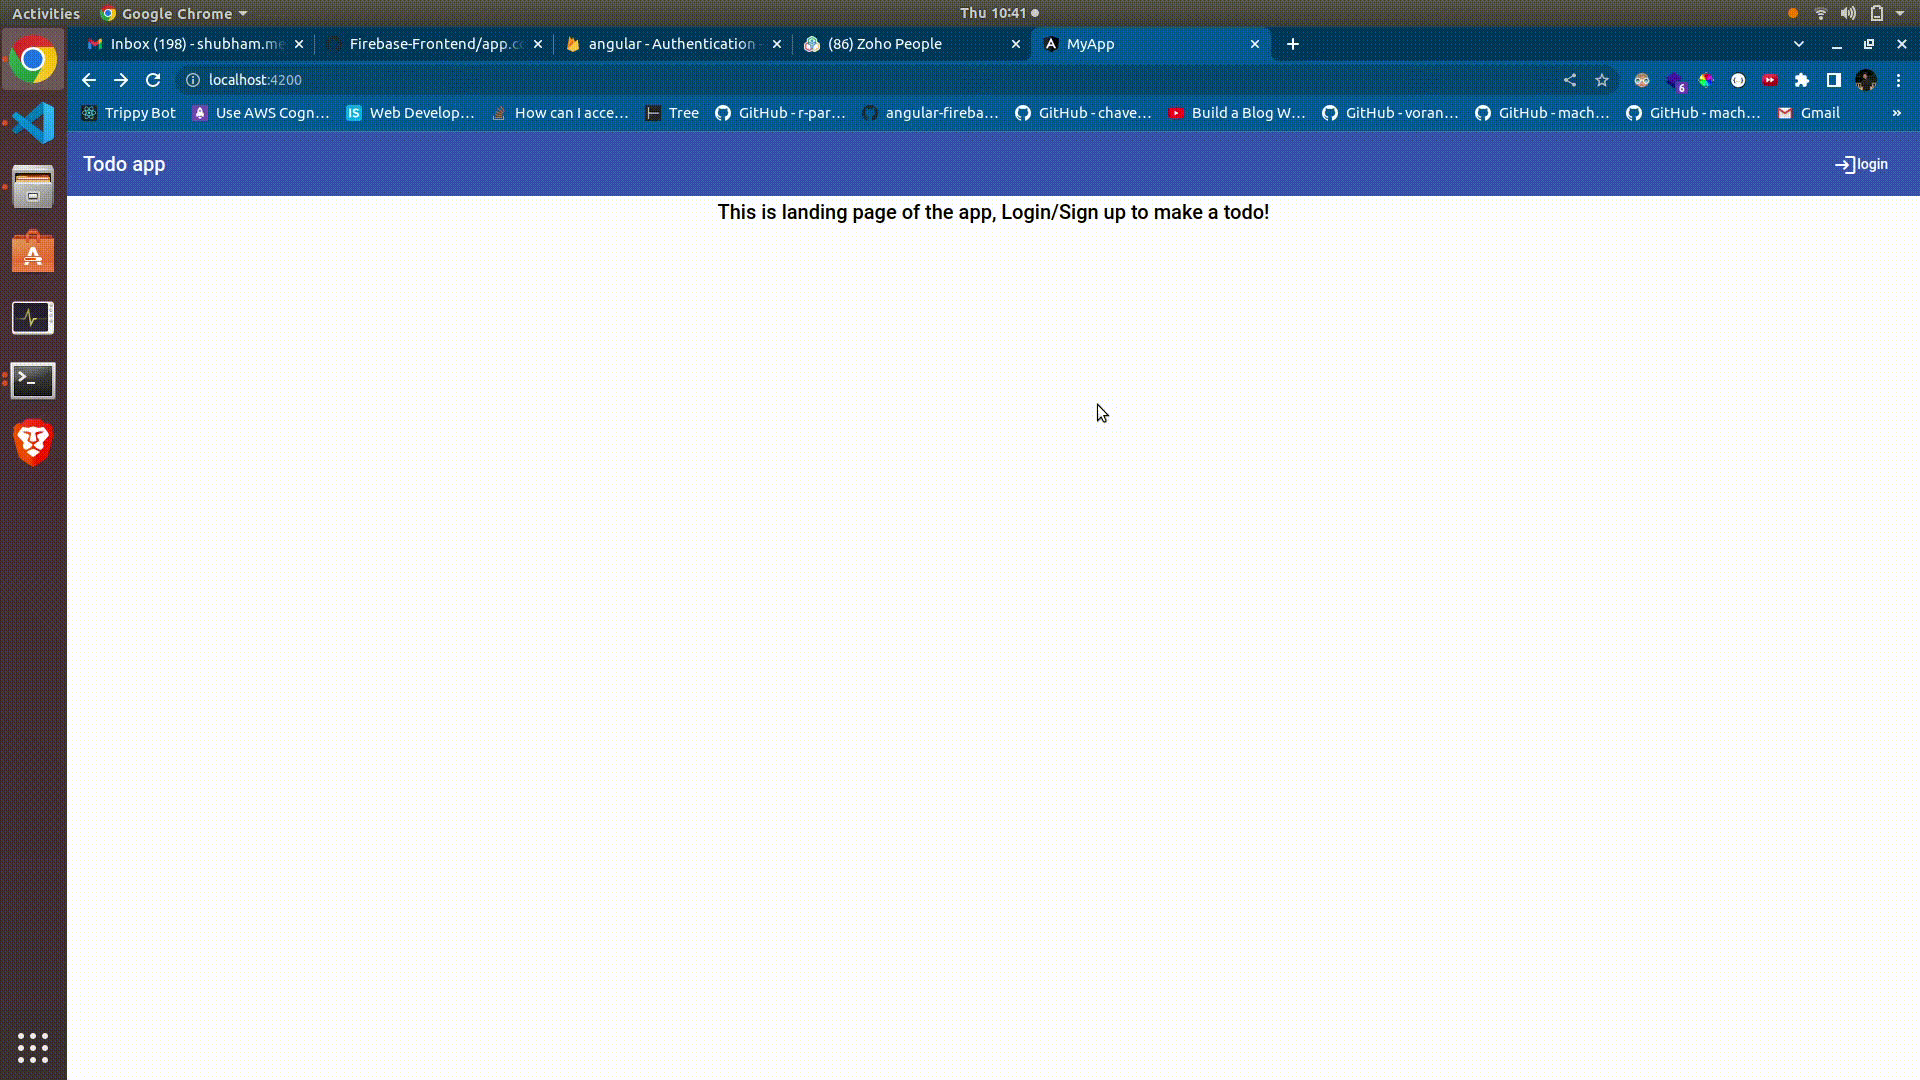 Activities
Google Chrome
Thu 10:41
Inbox (198) - shubham.me
Firebase-Frontend/app.co
angular - Authentication
(86) Zoho People
MyApp
localhost:4200
6
Trippy Bot
Use AWS Cogn…
IS
Web Develop…
How can I acce…
Tree
GitHub - r-par…
angular-fireba…
GitHub - chave…
Build a Blog W…
GitHub - voran…
GitHub - mach…
GitHub - mach…
Gmail
»
Todo app
login
This is landing page of the app, Login/Sign up to make a todo!